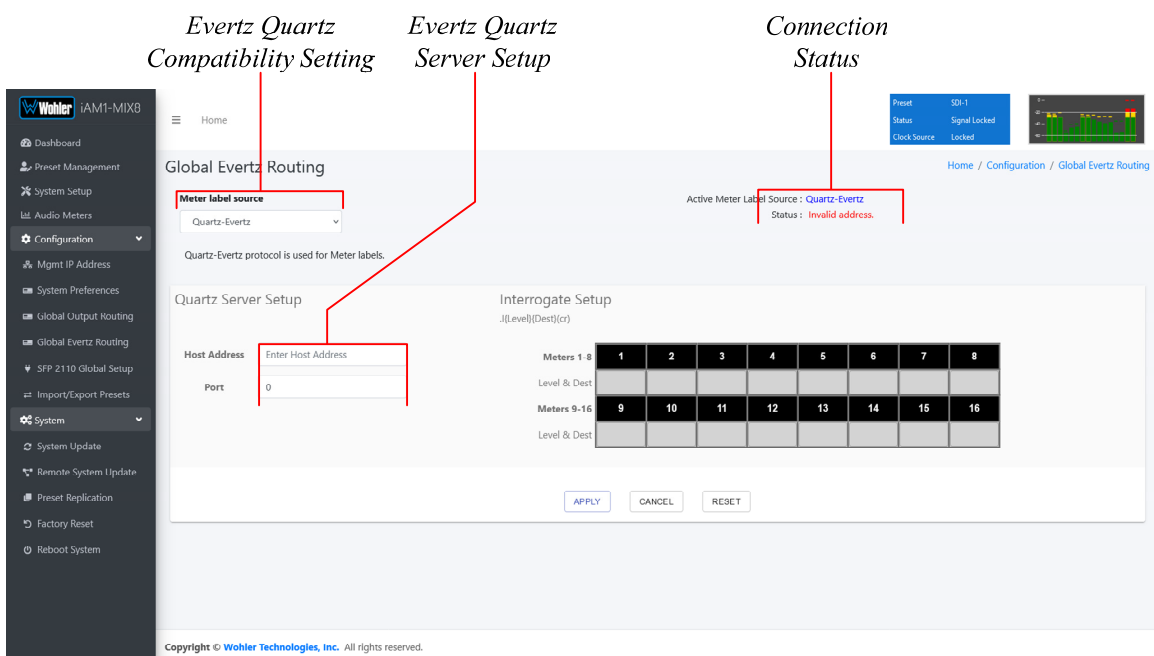 Evertz Quartz
Compatibility Setting
Evertz Quartz
Server Setup
Connection
Status
Wohler iAM1-MIX8
Dashboard
Preset Management
System Setup
Audio Meters
Configuration
Mgmt IP Address
System Preferences
Global Output Routing
Global Evertz Routing
SFP 2110 Global Setup
Import/Export Presets
System
System Update
Remote System Update
Preset Replication
Factory Reset
Reboot System
☰ Home
Preset SDI-1
Status Signal Locked
Clock Source Locked
Global Evertz Routing
Home / Configuration / Global Evertz Routing
Meter label source
Quartz-Evertz
Quartz-Evertz protocol is used for Meter labels.
Active Meter Label Source : Quartz-Evertz
Status : Invalid address.
Quartz Server Setup
Host Address Enter Host Address
Port 0
Interrogate Setup
.I{Level}{Dest}(cr)
Meters 1-8 1 2 3 4 5 6 7 8
Level & Dest
Meters 9-16 9 10 11 12 13 14 15 16
Level & Dest
APPLY CANCEL RESET
Copyright © Wohler Technologies, Inc. All rights reserved.